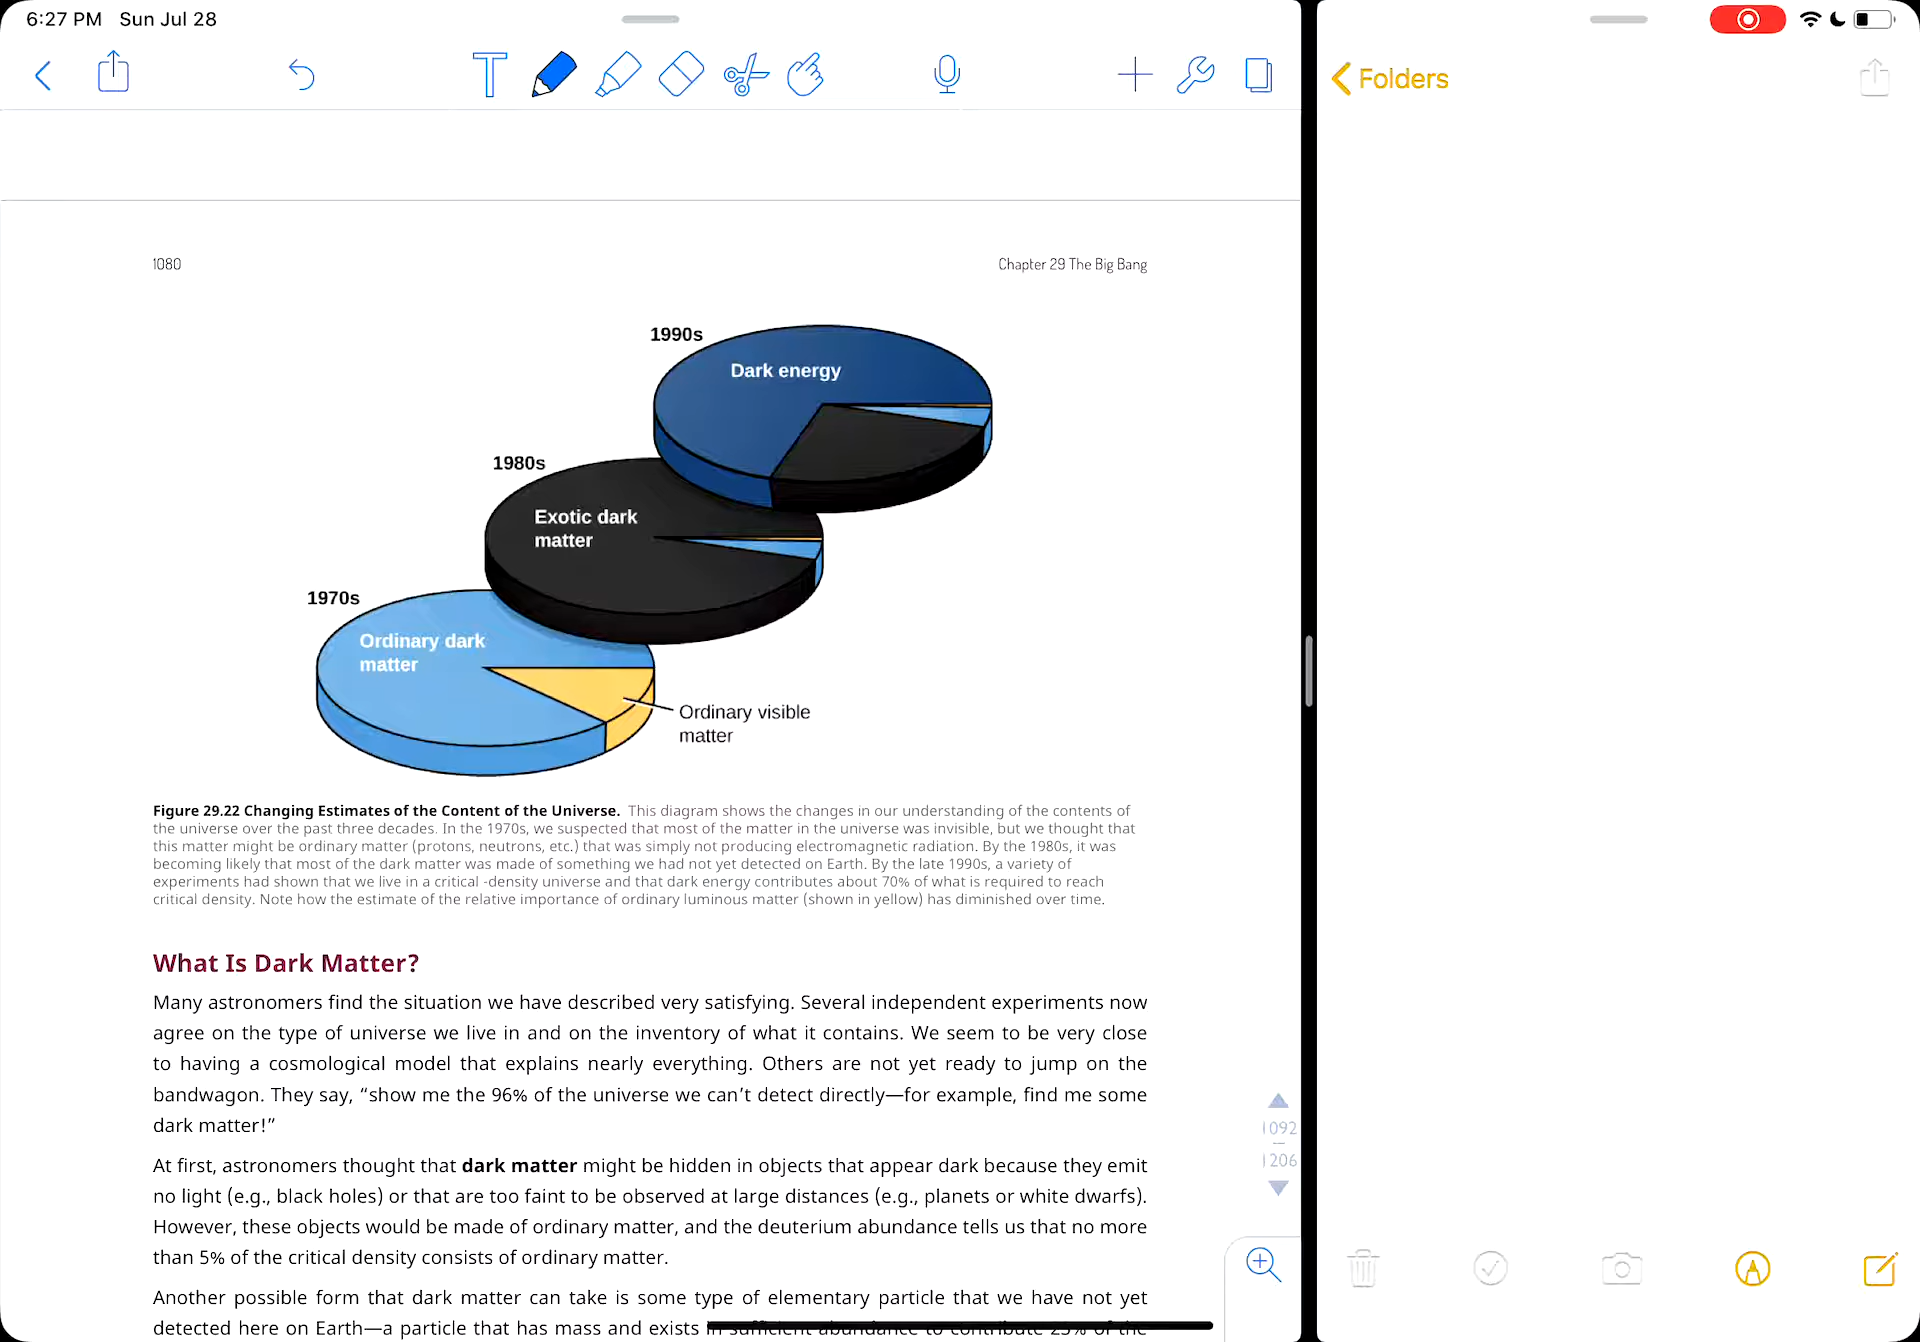 6:27 PM Sun Jul 28
Folders
1080
Chapter 29 The Big Bang
1990s
Dark energy
1980s
Exotic dark
matter
1970s
Ordinary dark
matter
Ordinary visible
matter
Figure 29.22 Changing Estimates of the Content of the Universe. This diagram shows the changes in our understanding of the contents of
the universe over the past three decades. In the 1970s, we suspected that most of the matter in the universe was invisible, but we thought that
this matter might be ordinary matter (protons, neutrons, etc.) that was simply not producing electromagnetic radiation. By the 1980s, it was
becoming likely that most of the dark matter was made of something we had not yet detected on Earth. By the late 1990s, a variety of
experiments had shown that we live in a critical -density universe and that dark energy contributes about 70% of what is required to reach
critical density. Note how the estimate of the relative importance of ordinary luminous matter (shown in yellow) has diminished over time.
What Is Dark Matter?
Many astronomers find the situation we have described very satisfying. Several independent experiments now
agree on the type of universe we live in and on the inventory of what it contains. We seem to be very close
to having a cosmological model that explains nearly everything. Others are not yet ready to jump on the
bandwagon. They say, “show me the 96% of the universe we can’t detect directly—for example, find me some
dark matter!”
At first, astronomers thought that dark matter might be hidden in objects that appear dark because they emit
no light (e.g., black holes) or that are too faint to be observed at large distances (e.g., planets or white dwarfs).
However, these objects would be made of ordinary matter, and the deuterium abundance tells us that no more
than 5% of the critical density consists of ordinary matter.
Another possible form that dark matter can take is some type of elementary particle that we have not yet
detected here on Earth—a particle that has mass and exists in sufficient abundance to contribute 23% of the
1092
1206